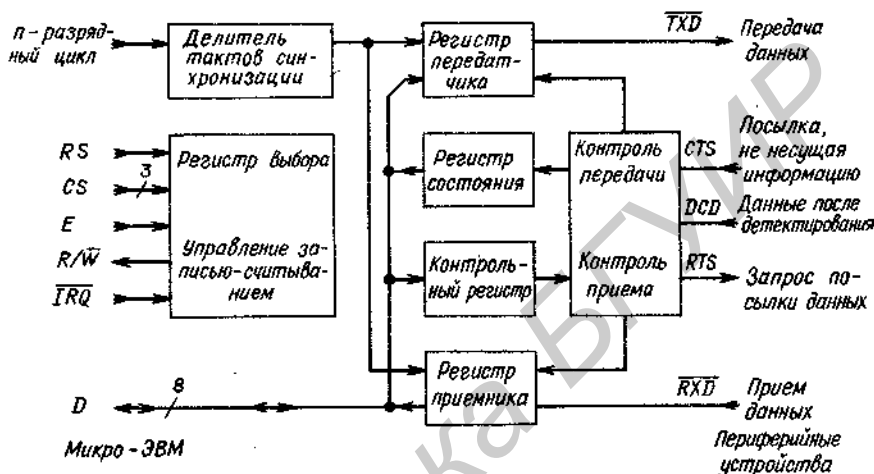 n-разряд-
ный цикл
Делитель
тактов син-
хронизации
Регистр
передат-
чика
TXD
Передача
данных
RS
CS
3
E
R/W
IRQ
Регистр выбора
Управление за-
писью-считыва-
нием
Регистр
состояния
Контроль-
ный регистр
Контроль
передачи
Контроль
приема
CTS
Посылка,
не несущая
информацию
DCD
Данные после
детектирования
RTS
Запрос по-
сылки данных
D
8
Регистр
приемника
RXD
Прием
данных
Микро-ЭВМ
Периферийные
устройства
ка БГУИР